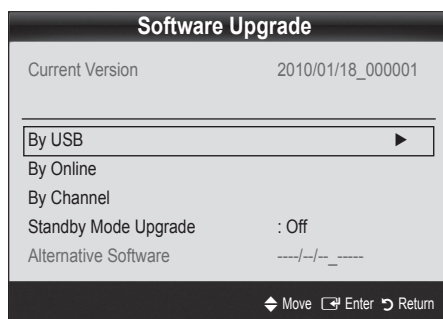 Software Upgrade
Current Version 2010/01/18_000001
By USB ►
By Online
By Channel
Standby Mode Upgrade : Off
Alternative Software ----/--/--_-----
Move Enter Return